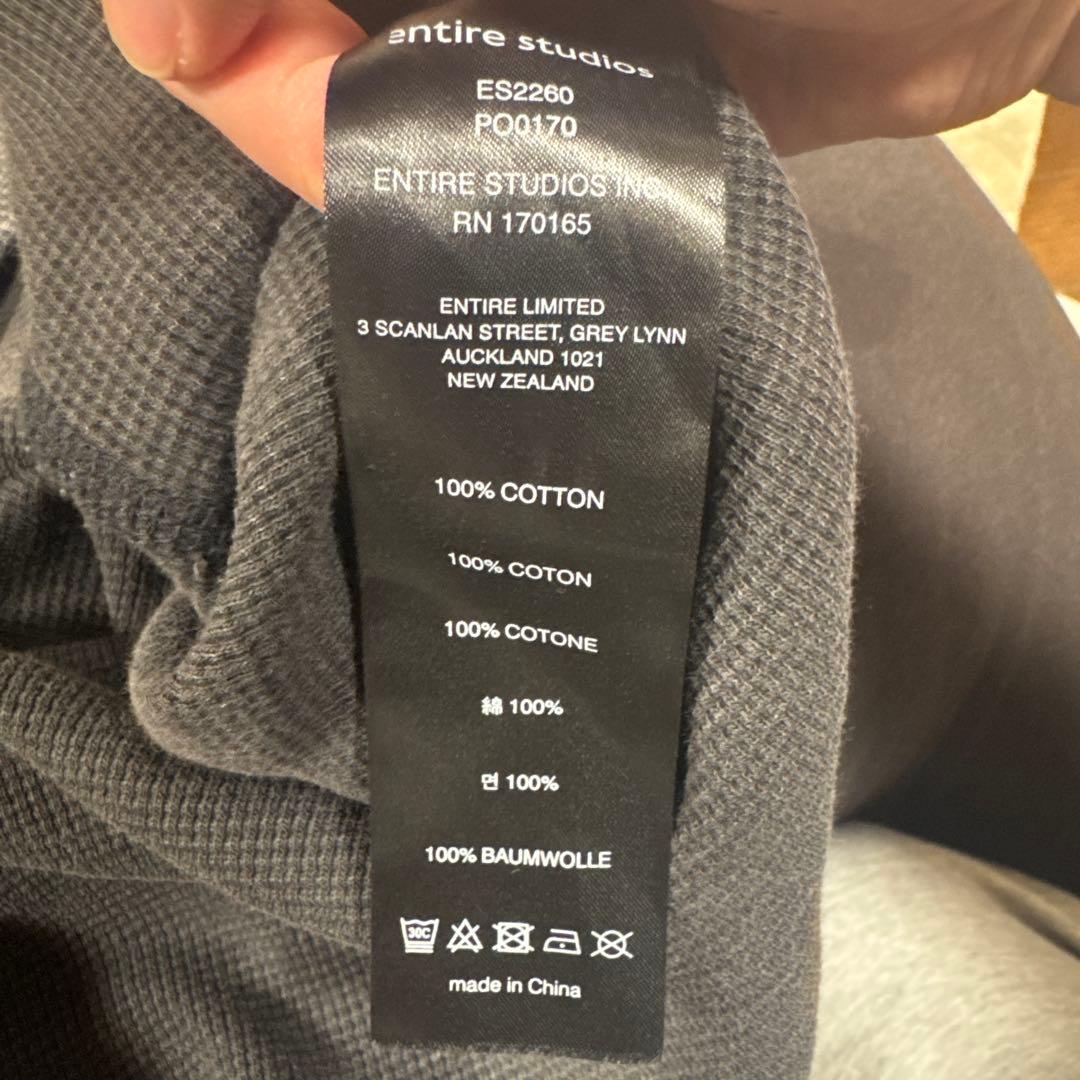 entire studios
ES2260
PO0170
ENTIRE STUDIOS INC.
RN 170165
ENTIRE LIMITED
3 SCANLAN STREET, GREY LYNN
AUCKLAND 1021
NEW ZEALAND
100% COTTON
100% COTON
100% COTONE
綿 100%
면 100%
100% BAUMWOLLE
30C
made in China